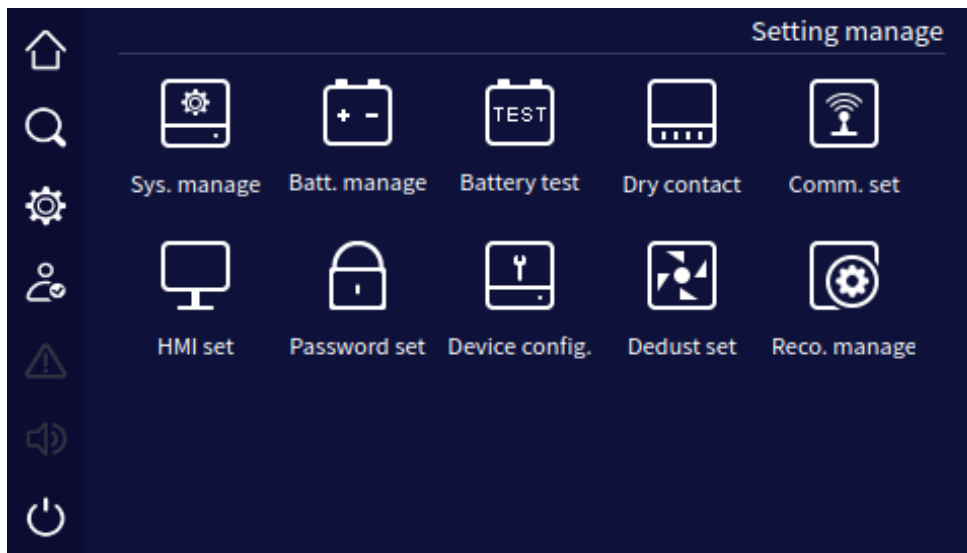 Setting manage
TEST
Sys. manage Batt. manage Battery test Dry contact Comm. set
HMI set Password set Device config. Dedust set Reco. manage